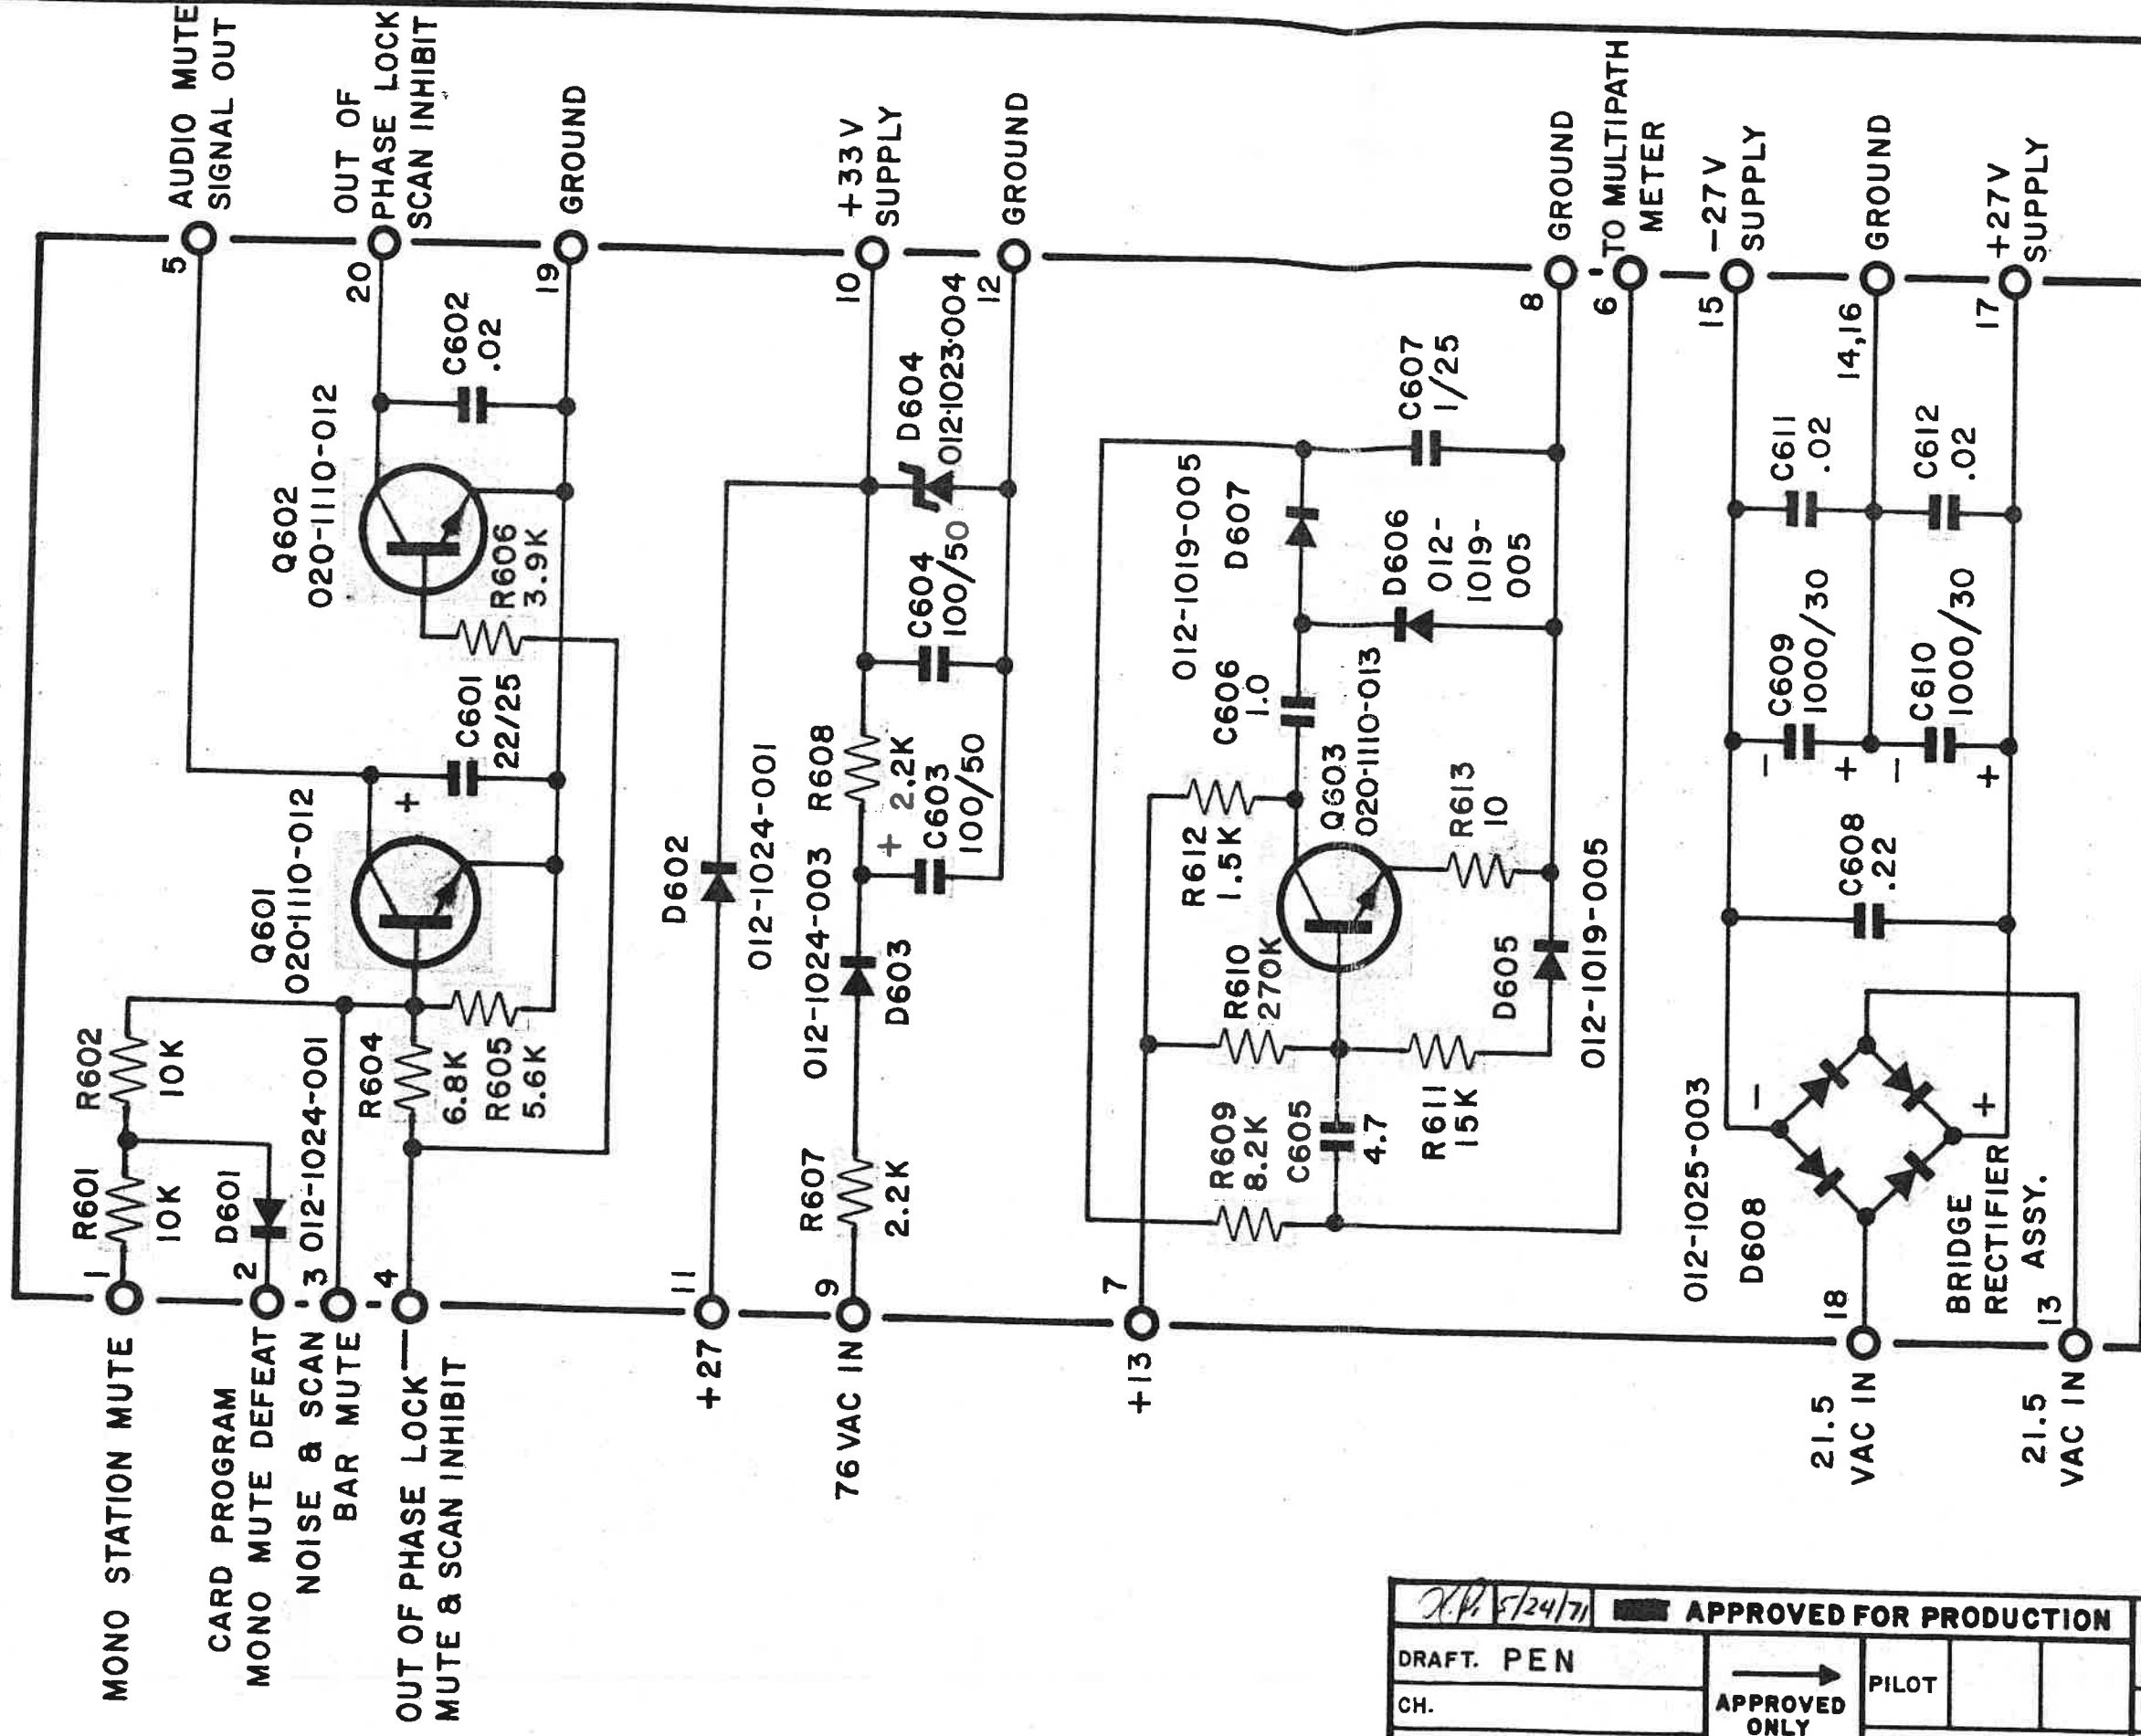 MONO STATION MUTE
1
R601
10K
R602
10K
CARD PROGRAM
MONO MUTE DEFEAT
2
D601
012-1024-001
NOISE & SCAN
BAR MUTE
3
OUT OF PHASE LOCK
MUTE & SCAN INHIBIT
4
R604
6.8K
R605
5.6K
Q601
020-1110-012
+
C601
22/25
Q602
020-1110-012
R606
3.9K
C602
.02
5
AUDIO MUTE
SIGNAL OUT
20
OUT OF
PHASE LOCK
SCAN INHIBIT
19
GROUND
+27
11
D602
012-1024-001
76 VAC IN
9
R607
2.2K
012-1024-003
D603
R608
2.2K
+
C603
100/50
C604
100/50
D604
012-1023-004
10
+33V
SUPPLY
12
GROUND
+13
7
R609
8.2K
C605
4.7
R610
270K
R611
15K
R612
1.5K
Q603
020-1110-013
R613
10
D605
012-1019-005
C606
1.0
012-1019-005
D607
D606
012-
1019-
005
C607
1/25
8
GROUND
6
TO MULTIPATH
METER
012-1025-003
D608
21.5
VAC IN
18
BRIDGE
RECTIFIER
ASSY.
21.5
VAC IN
13
−
+
C608
.22
−
C609
1000/30
+
−
C610
1000/30
+
C611
.02
C612
.02
15
−27V
SUPPLY
14,16
GROUND
17
+27V
SUPPLY
5/24/71
APPROVED FOR PRODUCTION
DRAFT. PEN
CH.
APPROVED
ONLY
PILOT